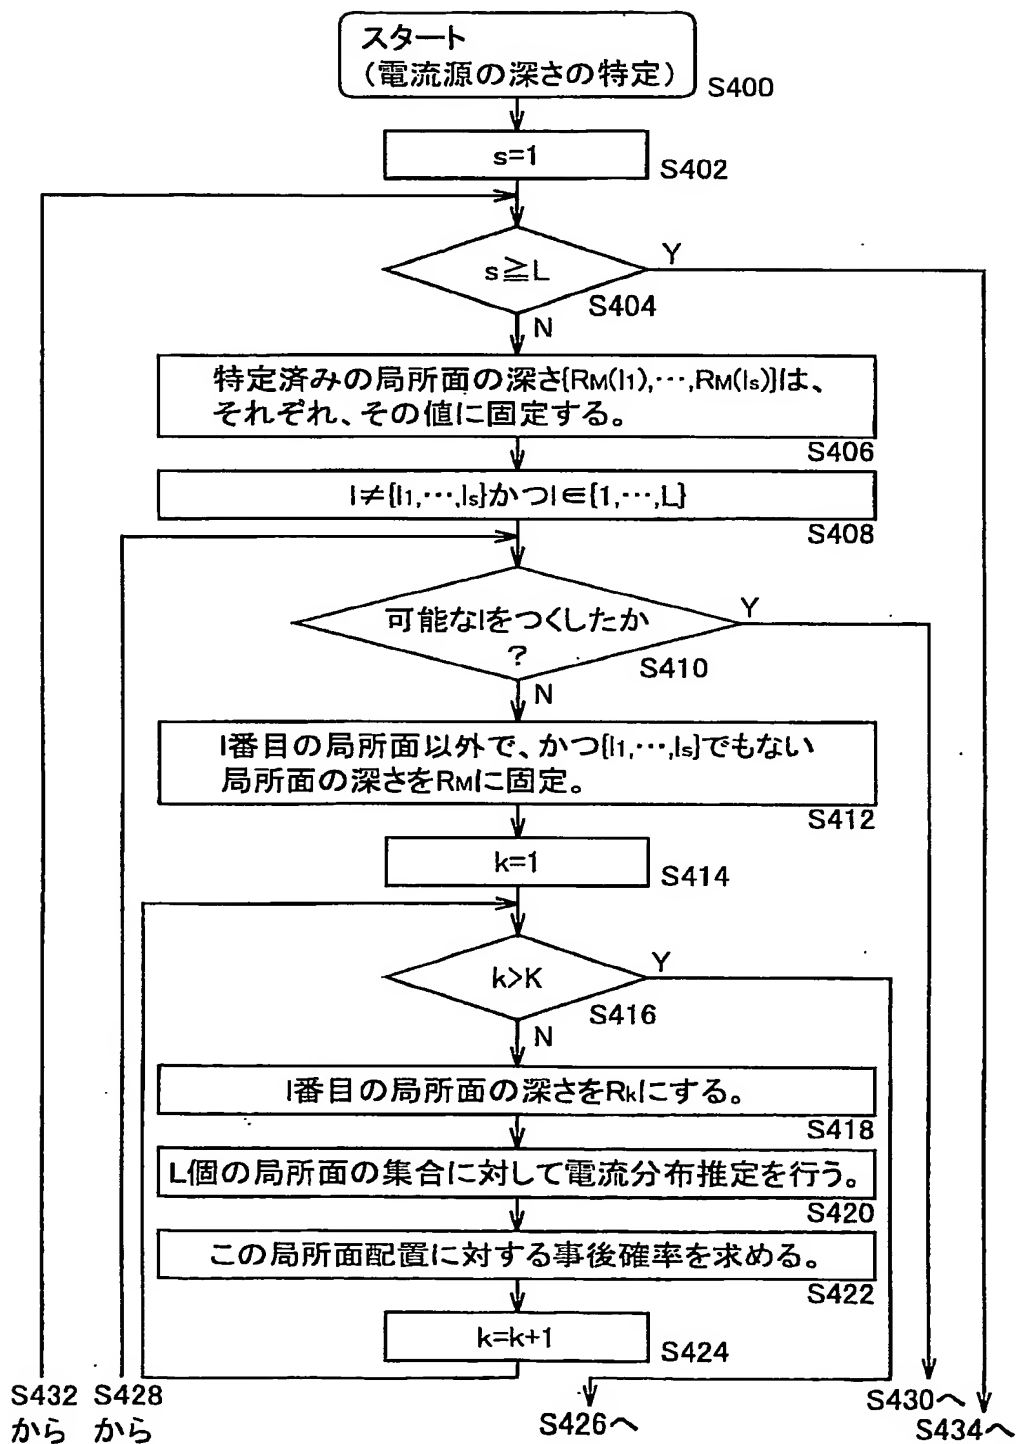 スタート
（電流源の深さの特定）
S400
s=1
S402
s≧L
Y
S404
N
特定済みの局所面の深さ{RM(l1),…,RM(ls)}は、
それぞれ、その値に固定する。
S406
l≠{l1,…,ls}かつl∈{1,…,L}
S408
可能なlをつくしたか
?
Y
S410
N
l番目の局所面以外で、かつ{l1,…,ls}でもない
局所面の深さをRMに固定。
S412
k=1
S414
k>K
Y
S416
N
l番目の局所面の深さをRkにする。
S418
L個の局所面の集合に対して電流分布推定を行う。
S420
この局所面配置に対する事後確率を求める。
S422
k=k+1
S424
S432
から
S428
から
S426へ
S430へ
S434へ